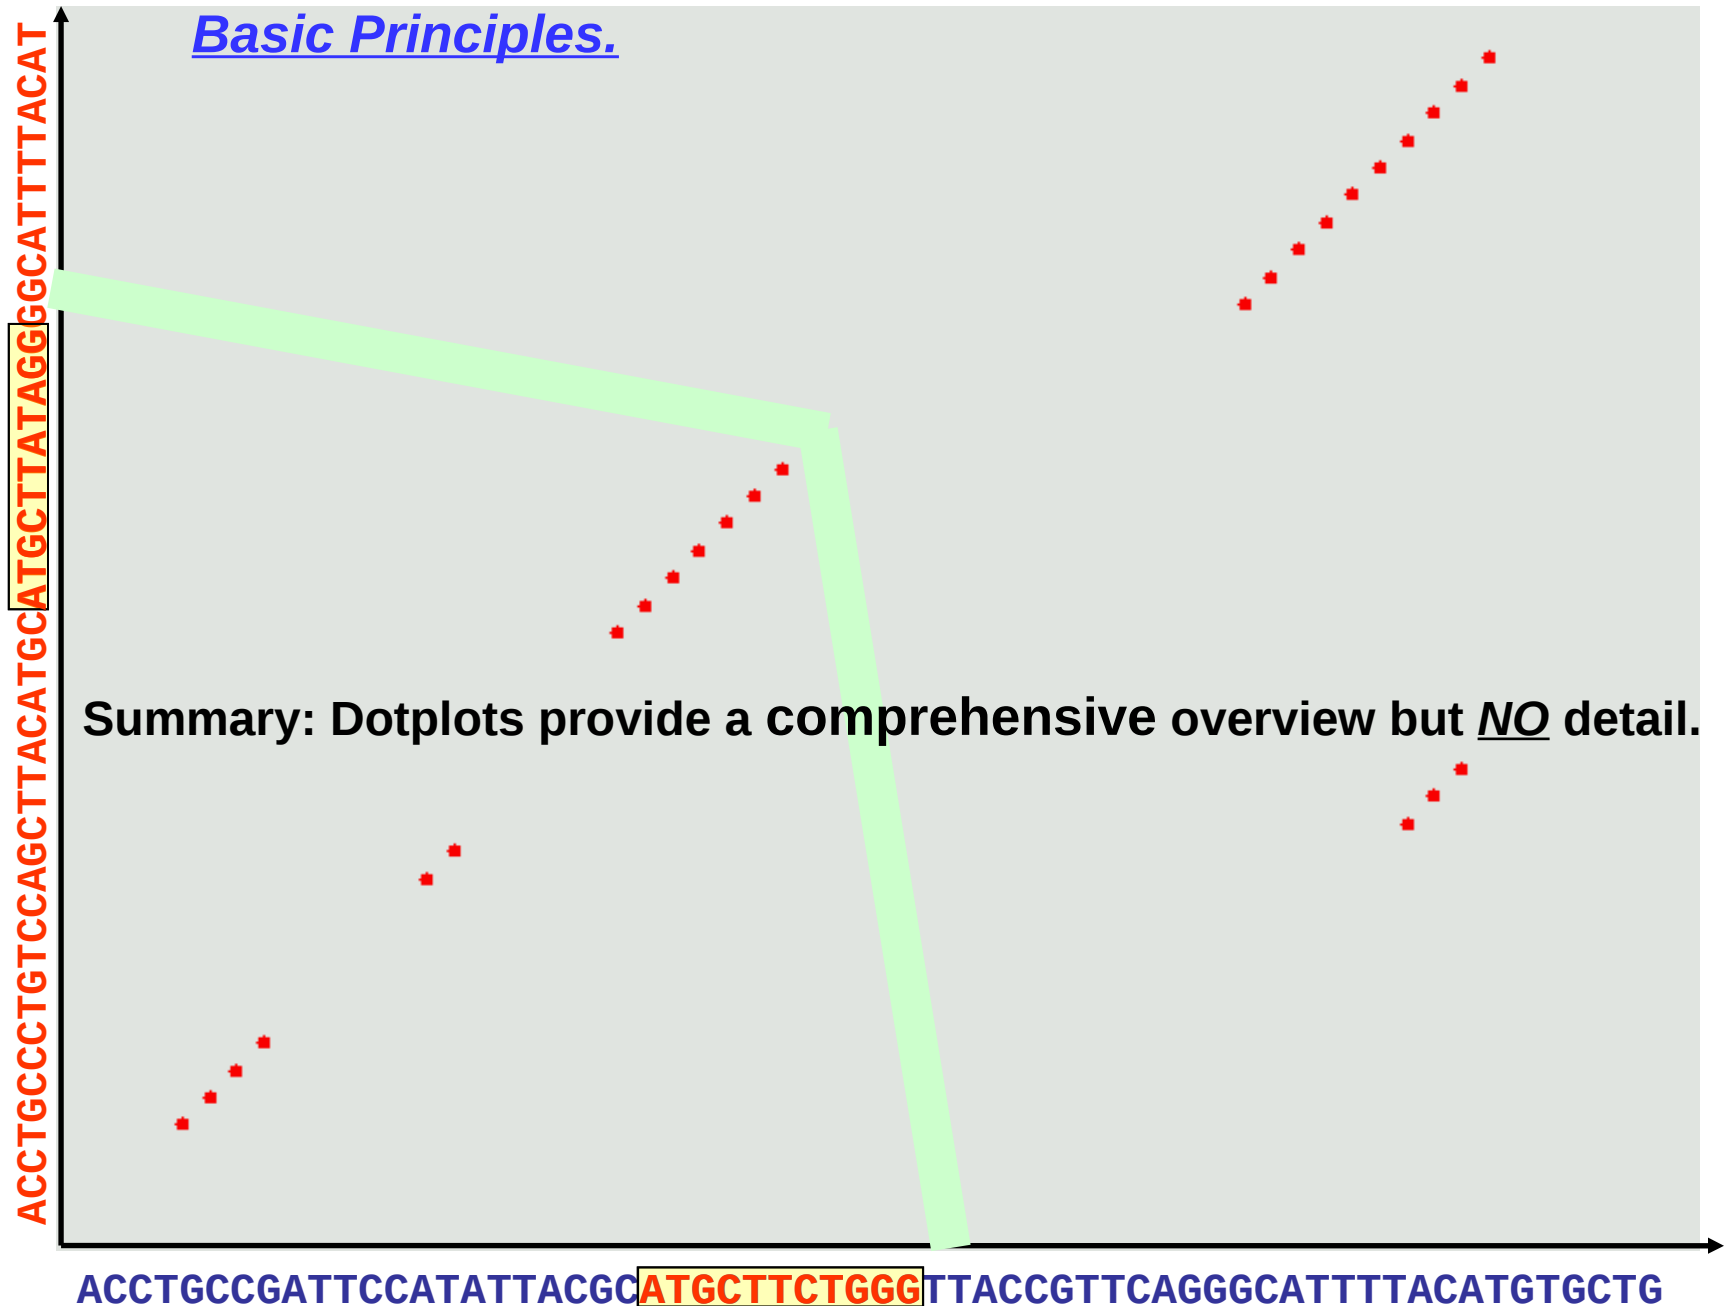 Basic Principles.
ACCTGCCCTGTCCAGCTTACATGCATGCTTATAGGGGCATTTTACAT
Summary: Dotplots provide a comprehensive overview but NO detail.
ACCTGCCGATTCCATATTACGCATGCTTCTGGGTTACCGTTCAGGGCATTTTACATGTGCTG